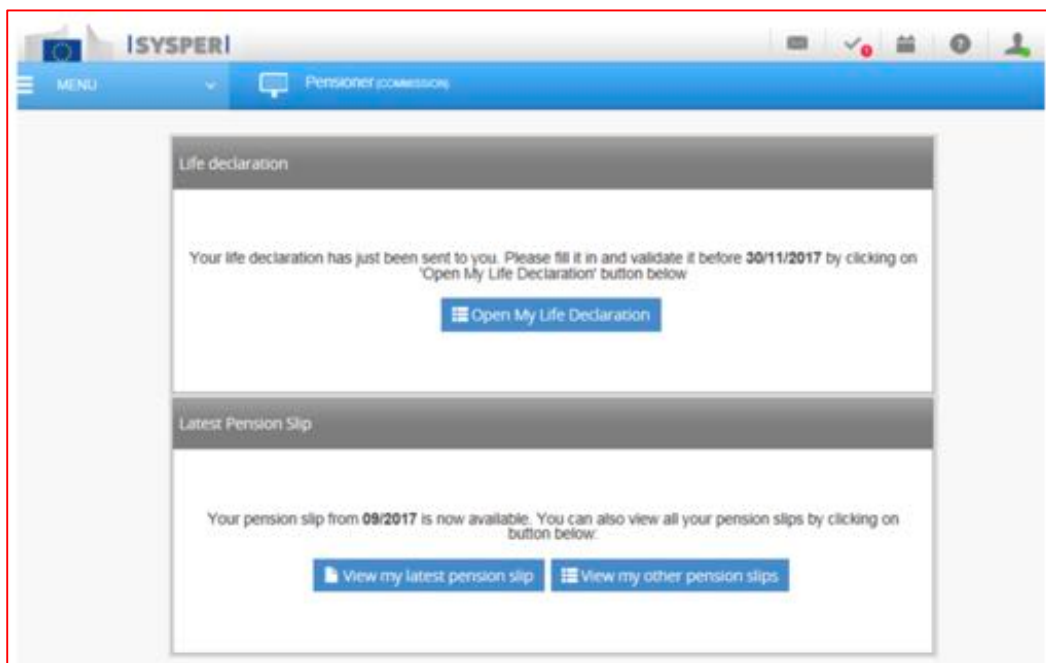 |SYSPER|
MENU
Pensioner (COMMISSION)
Life declaration
Your life declaration has just been sent to you. Please fill it in and validate it before 30/11/2017 by clicking on
'Open My Life Declaration' button below
Open My Life Declaration
Latest Pension Slip
Your pension slip from 09/2017 is now available. You can also view all your pension slips by clicking on
button below:
View my latest pension slip
View my other pension slips